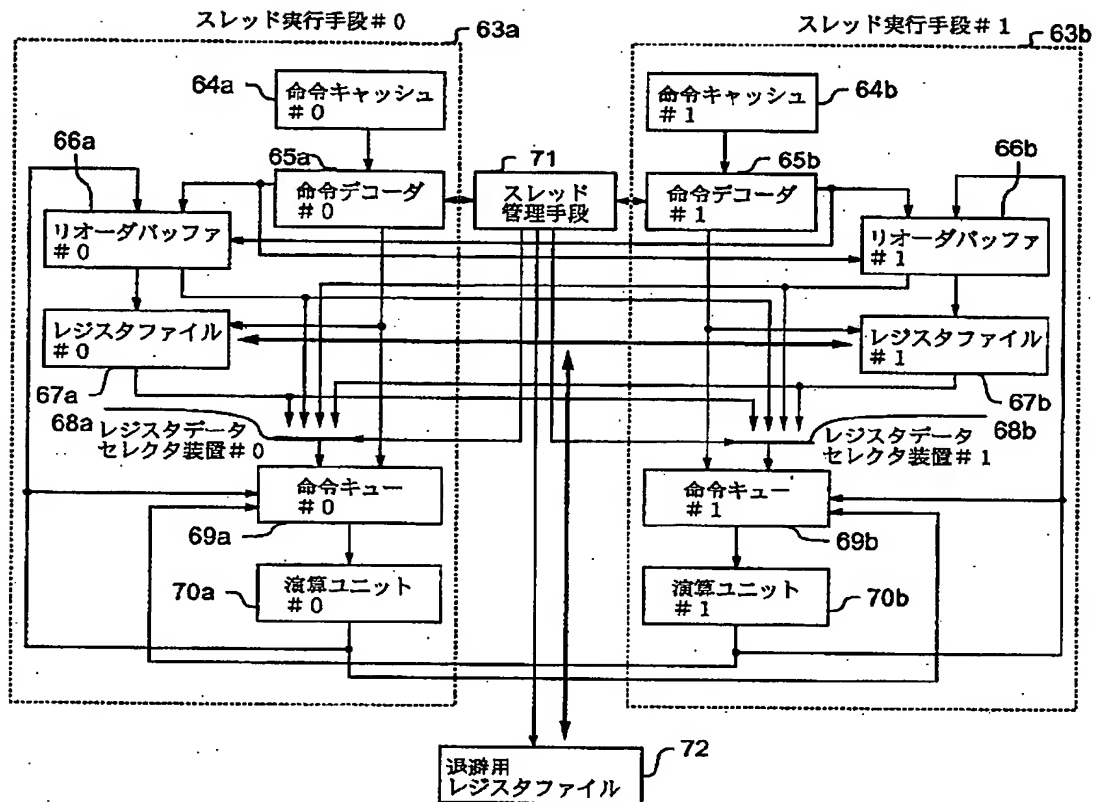 スレッド実行手段＃０
63a
スレッド実行手段＃１
63b
64a
命令キャッシュ
＃０
命令キャッシュ
＃１
64b
66a
65a
71
65b
66b
命令デコーダ
＃０
スレッド
管理手段
命令デコーダ
＃１
リオーダバッファ
＃０
リオーダバッファ
＃１
レジスタファイル
＃０
レジスタファイル
＃１
67a
67b
68a
レジスタデータ
セレクタ装置＃０
レジスタデータ
セレクタ装置＃１
68b
命令キュー
＃０
命令キュー
＃１
69a
69b
70a
演算ユニット
＃０
演算ユニット
＃１
70b
72
退避用
レジスタファイル